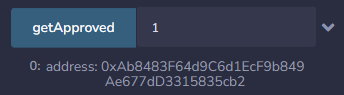 getApproved 1
0: address: 0xAb8483F64d9C6d1EcF9b849
Ae677dD3315835cb2